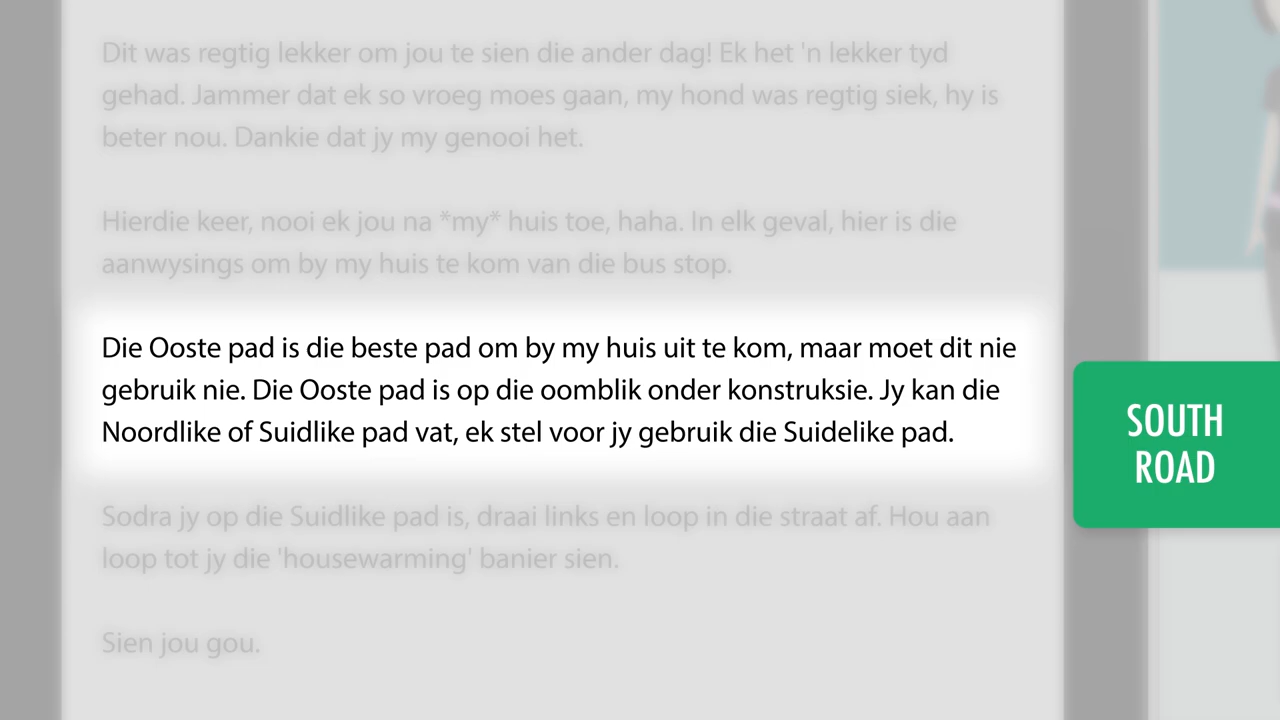 Dit was regtig lekker om jou te sien die ander dag! Ek het 'n lekker tyd
gehad. Jammer dat ek so vroeg moes gaan, my hond was regtig siek, hy is
beter nou. Dankie dat jy my genooi het.
Hierdie keer, nooi ek jou na *my* huis toe, haha. In elk geval, hier is die
aanwysings om by my huis te kom van die bus stop.
Die Ooste pad is die beste pad om by my huis uit te kom, maar moet dit nie
gebruik nie. Die Ooste pad is op die oomblik onder konstruksie. Jy kan die
Noordlike of Suidlike pad vat, ek stel voor jy gebruik die Suidelike pad.
Sodra jy op die Suidlike pad is, draai links en loop in die straat af. Hou aan
loop tot jy die 'housewarming' banier sien.
Sien jou gou.
SOUTH
ROAD